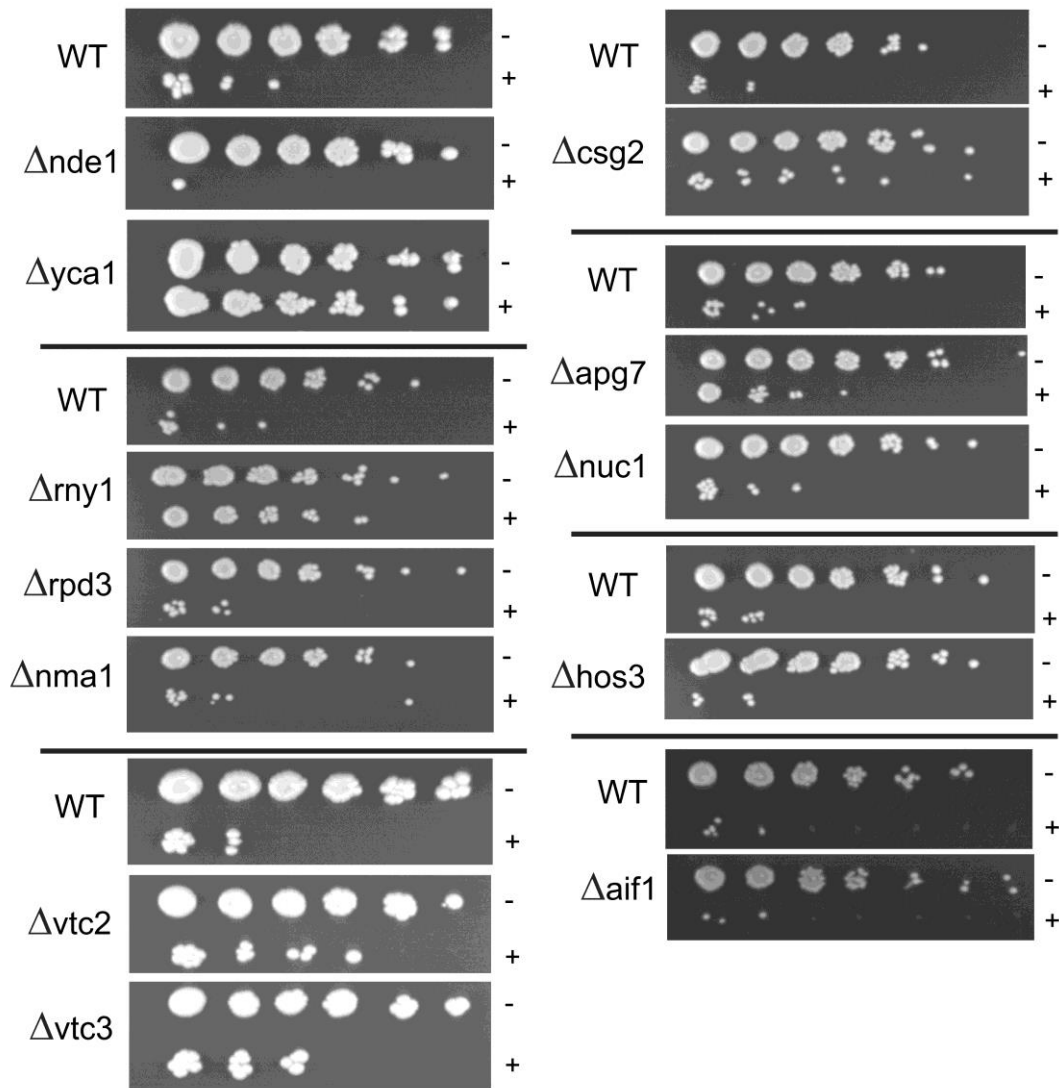 WT - +
Δnde1 - +
Δyca1 - +
WT - +
Δrny1 - +
Δrpd3 - +
Δnma1 - +
WT - +
Δvtc2 - +
Δvtc3 - +
WT - +
Δcsg2 - +
WT - +
Δapg7 - +
Δnuc1 - +
WT - +
Δhos3 - +
WT - +
Δaif1 - +